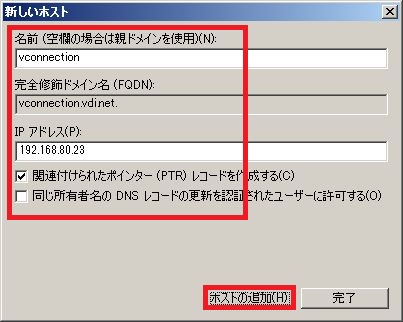 新しいホスト
名前 (空欄の場合は親ドメインを使用)(N):
vconnection
完全修飾ドメイン名 (FQDN):
vconnection.vdi.net.
IP アドレス(P):
192.168.80.23
関連付けられたポインター (PTR) レコードを作成する(C)
同じ所有者名の DNS レコードの更新を認証されたユーザーに許可する(O)
ホストの追加(H) 完了